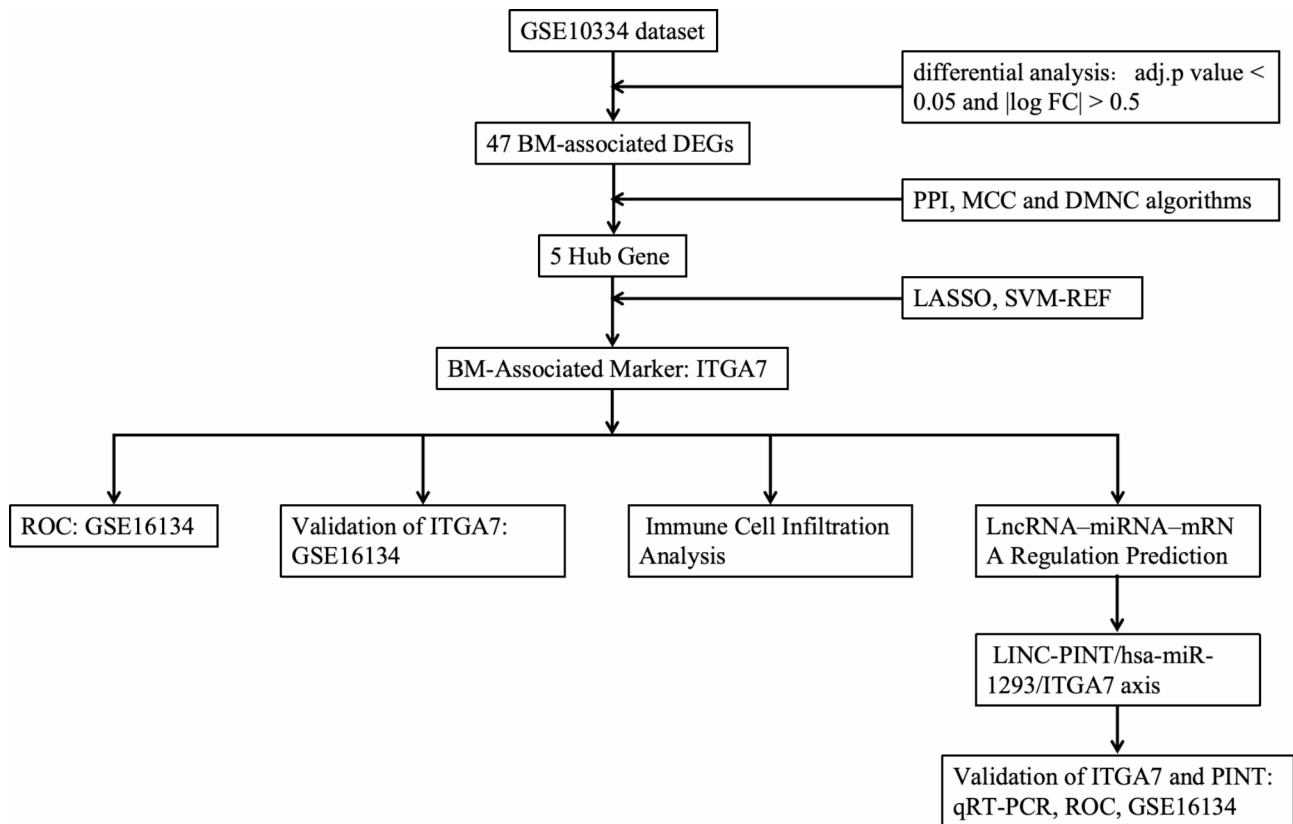 GSE10334 dataset
differential analysis： adj.p value <
0.05 and |log FC| > 0.5
47 BM-associated DEGs
PPI, MCC and DMNC algorithms
5 Hub Gene
LASSO, SVM-REF
BM-Associated Marker: ITGA7
ROC: GSE16134
Validation of ITGA7:
GSE16134
Immune Cell Infiltration
Analysis
LncRNA–miRNA–mRN
A Regulation Prediction
LINC-PINT/hsa-miR-
1293/ITGA7 axis
Validation of ITGA7 and PINT:
qRT-PCR, ROC, GSE16134